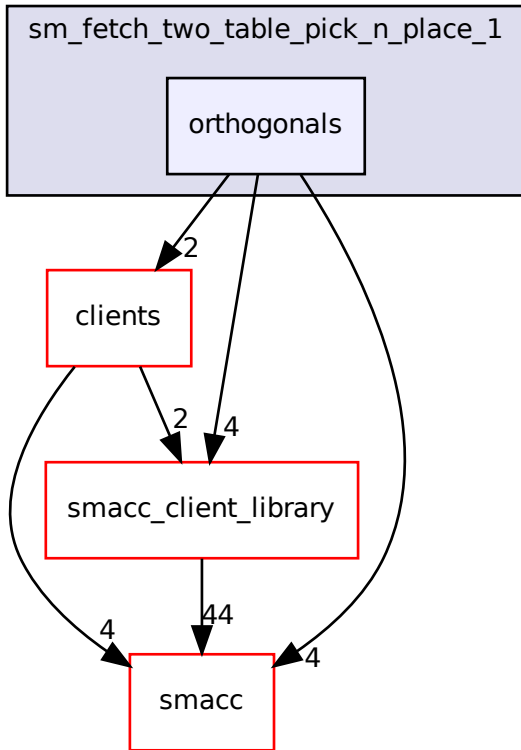 sm_fetch_two_table_pick_n_place_1
orthogonals
2
clients
2
4
smacc_client_library
44
4
4
smacc